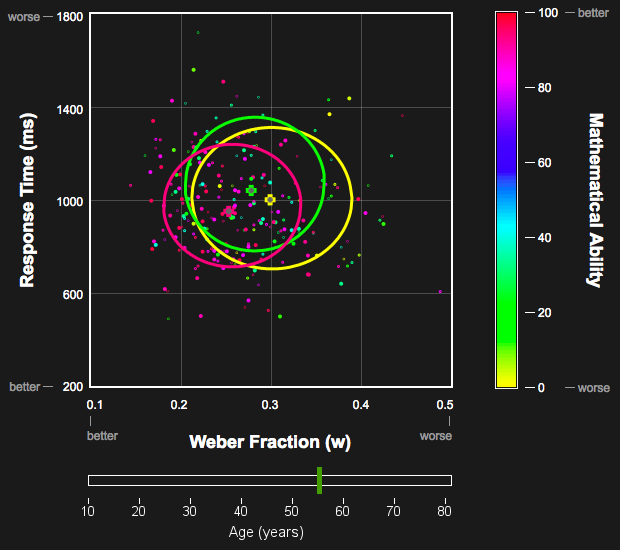 worse
1800
1400
1000
600
better
200
Response Time (ms)
0.1
0.2
0.3
0.4
0.5
better
worse
Weber Fraction (w)
10
20
30
40
50
60
70
80
Age (years)
100
better
80
60
40
20
0
worse
Mathematical Ability